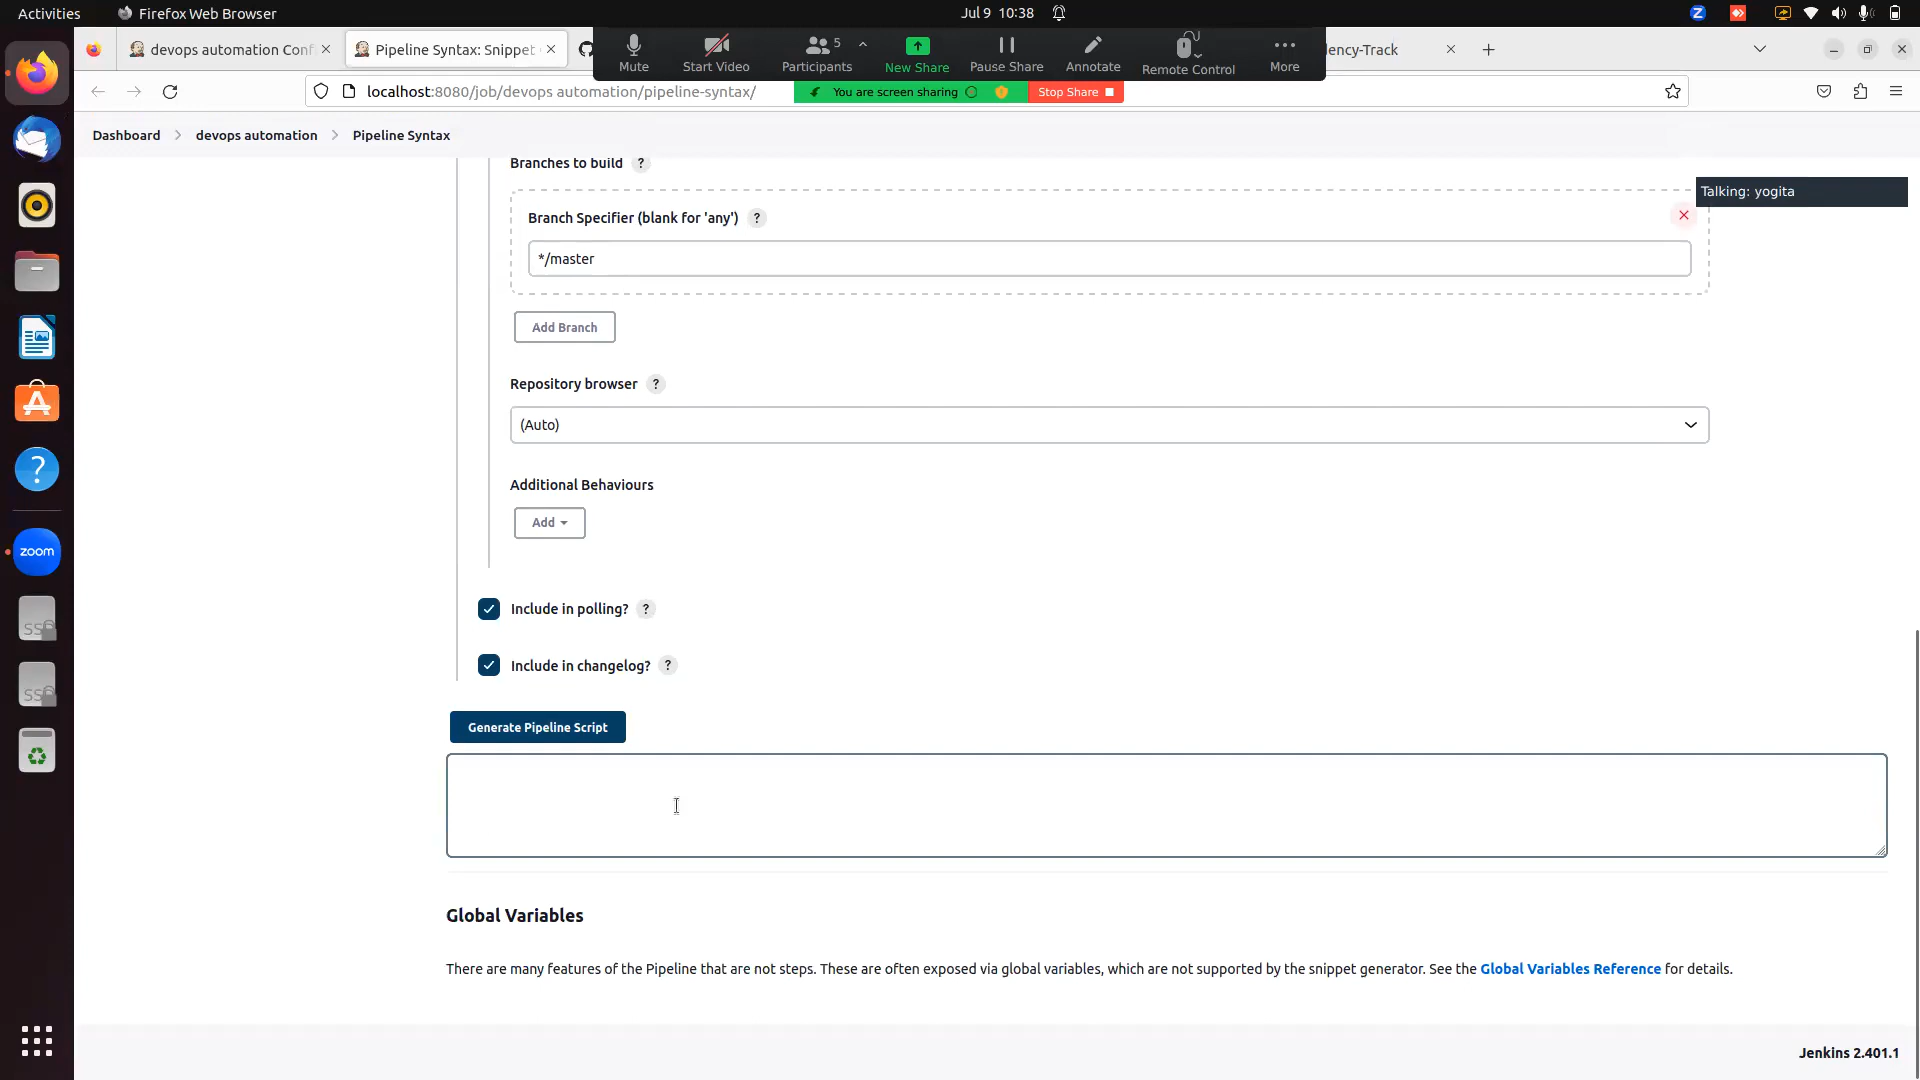 Activities
Firefox Web Browser
Jul 9 10:38
devops automation Conf
Pipeline Syntax: Snippet
ency-Track
Mute
Start Video
Participants
5
New Share
Pause Share
Annotate
Remote Control
More
localhost:8080/job/devops automation/pipeline-syntax/
You are screen sharing
Stop Share
Dashboard
devops automation
Pipeline Syntax
Talking: yogita
Branches to build ?
Branch Specifier (blank for 'any') ?
*/master
Add Branch
Repository browser ?
(Auto)
Additional Behaviours
Add
zoom
Include in polling? ?
Include in changelog? ?
Generate Pipeline Script
Global Variables
There are many features of the Pipeline that are not steps. These are often exposed via global variables, which are not supported by the snippet generator. See the Global Variables Reference for details.
Jenkins 2.401.1